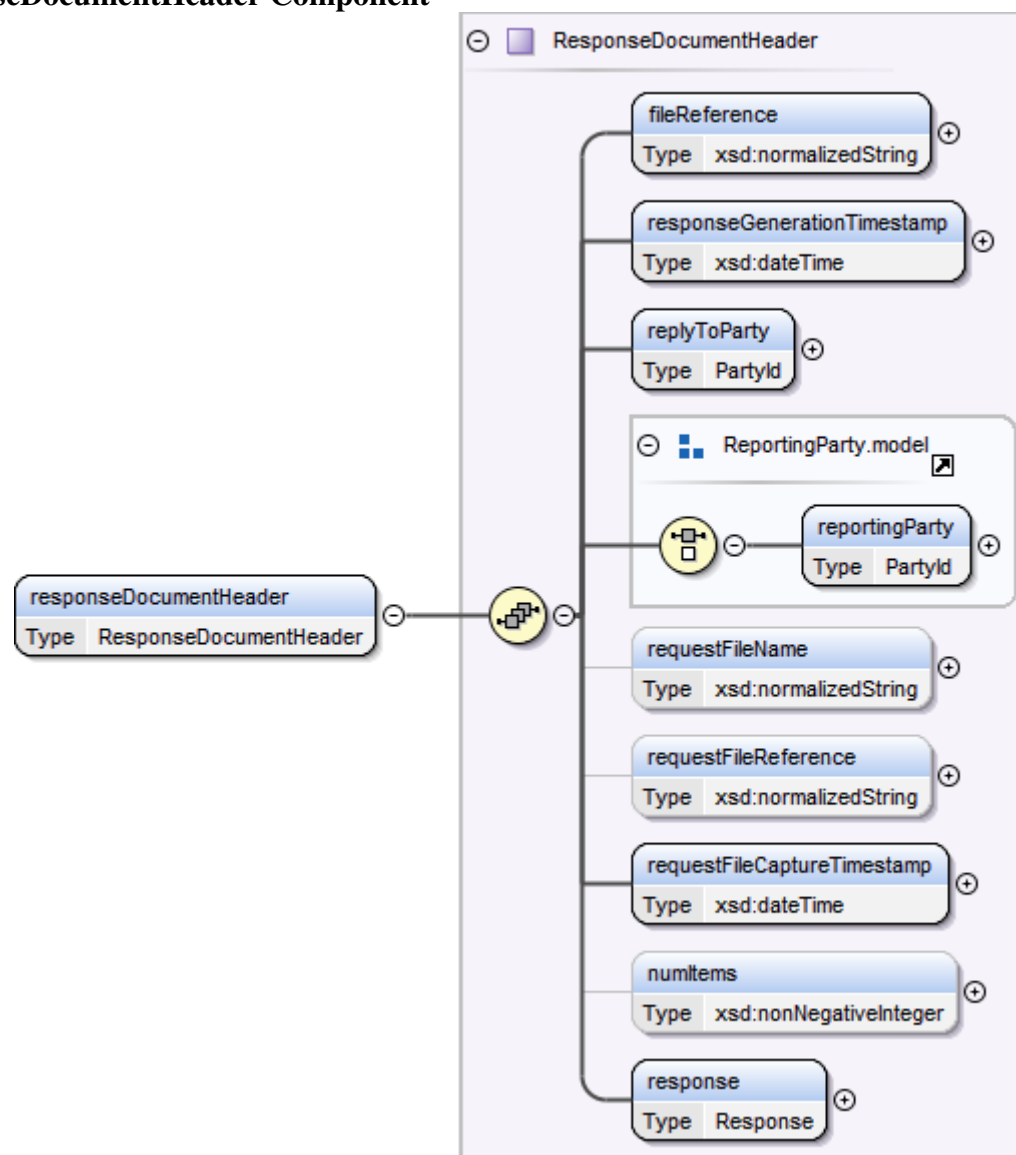 seDocumentHeader Component
ResponseDocumentHeader
fileReference
Type xsd:normalizedString
responseGenerationTimestamp
Type xsd:dateTime
replyToParty
Type PartyId
ReportingParty.model
reportingParty
Type PartyId
responseDocumentHeader
Type ResponseDocumentHeader
requestFileName
Type xsd:normalizedString
requestFileReference
Type xsd:normalizedString
requestFileCaptureTimestamp
Type xsd:dateTime
numItems
Type xsd:nonNegativeInteger
response
Type Response